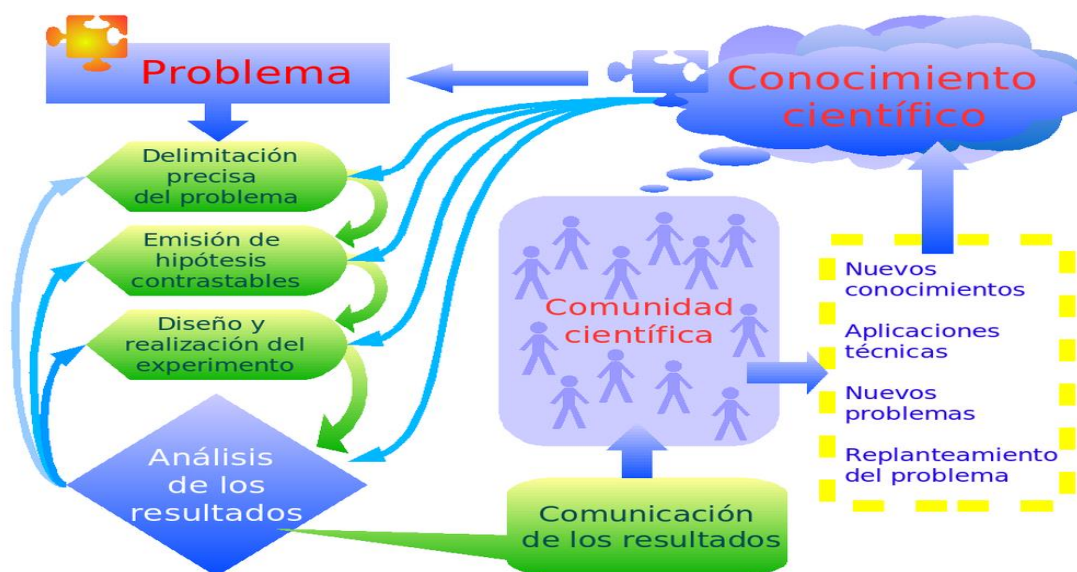 Problema
Conocimiento
científico
Delimitación
precisa
del problema
Emisión de
hipótesis
contrastables
Diseño y
realización del
experimento
Análisis
de los
resultados
Comunidad
científica
Comunicación
de los resultados
Nuevos
conocimientos
Aplicaciones
técnicas
Nuevos
problemas
Replanteamiento
del problema